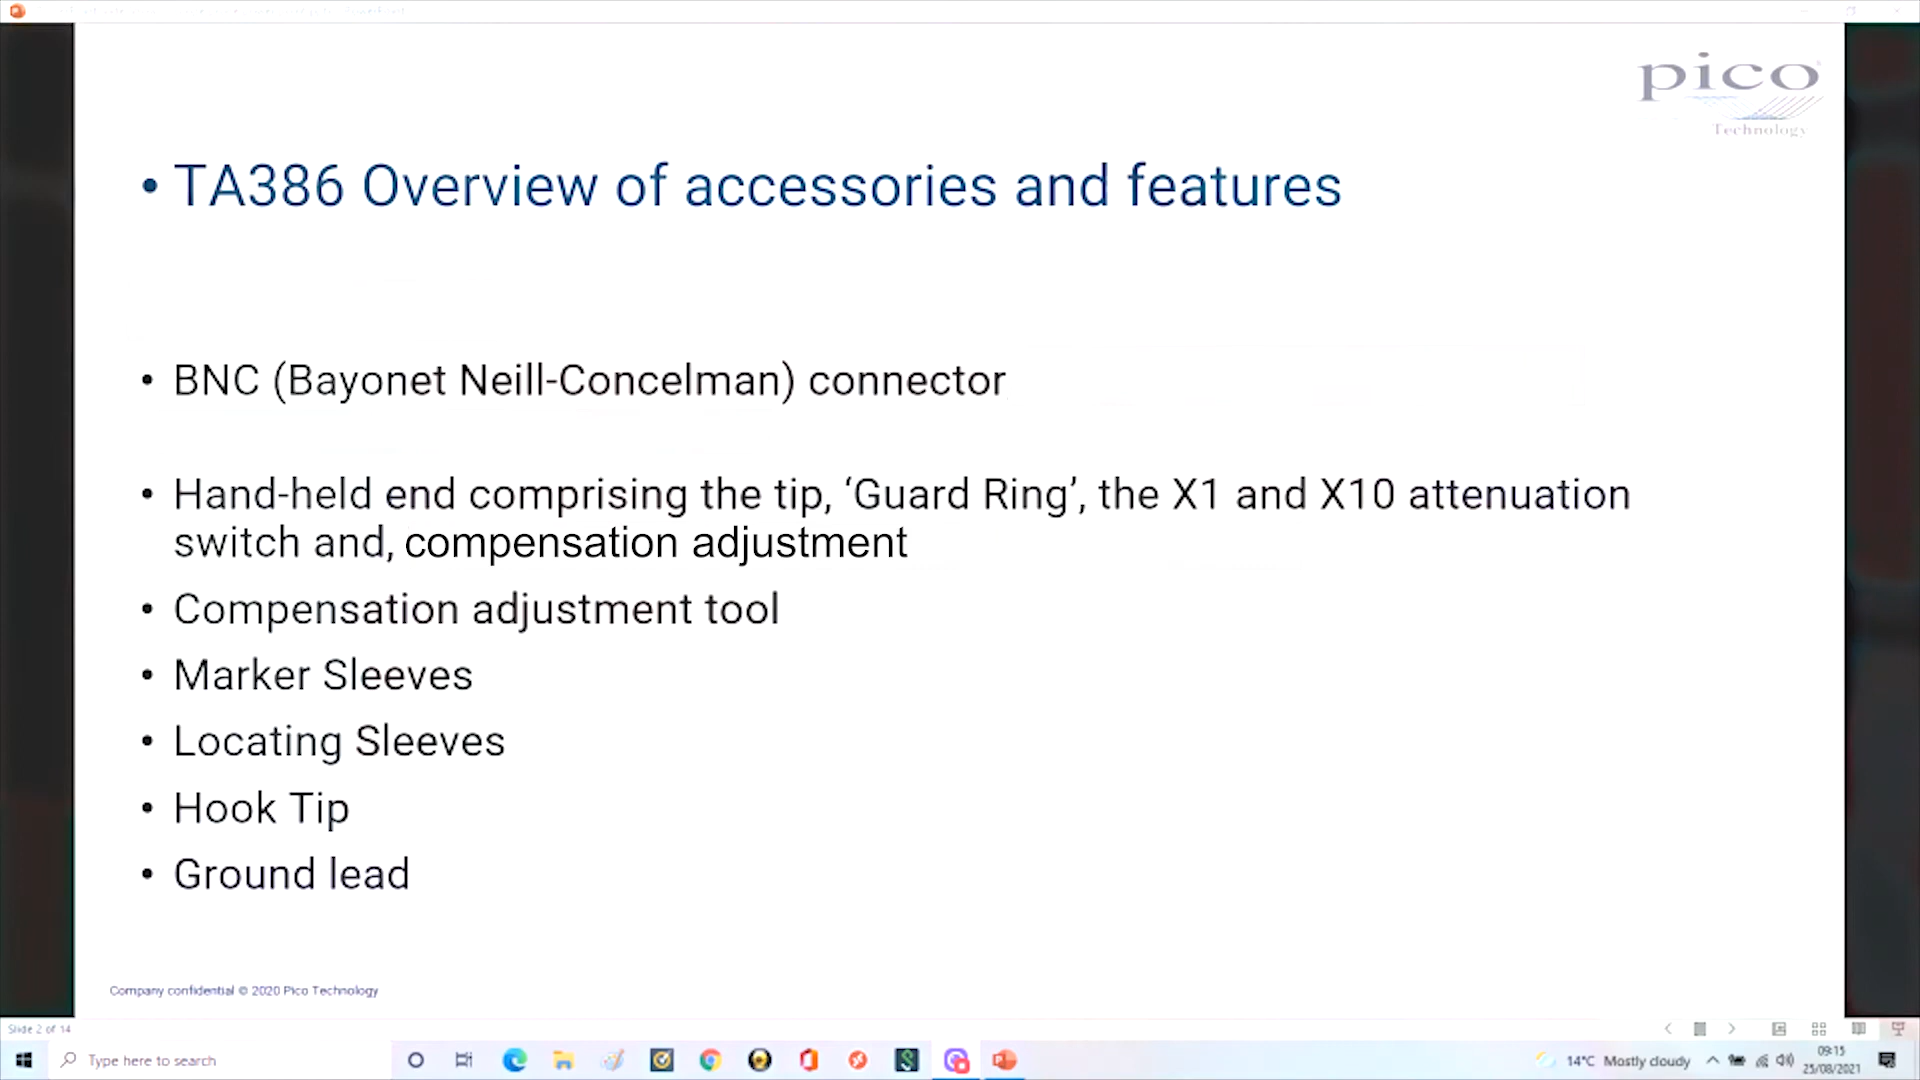 pico
Technology
• TA386 Overview of accessories and features
• BNC (Bayonet Neill-Concelman) connector
• Hand-held end comprising the tip, ‘Guard Ring’, the X1 and X10 attenuation
switch and, compensation adjustment
• Compensation adjustment tool
• Marker Sleeves
• Locating Sleeves
• Hook Tip
• Ground lead
Company confidential © 2020 Pico Technology
Slide 2 of 14
Type here to search
14°C Mostly cloudy
09:15
25/08/2021